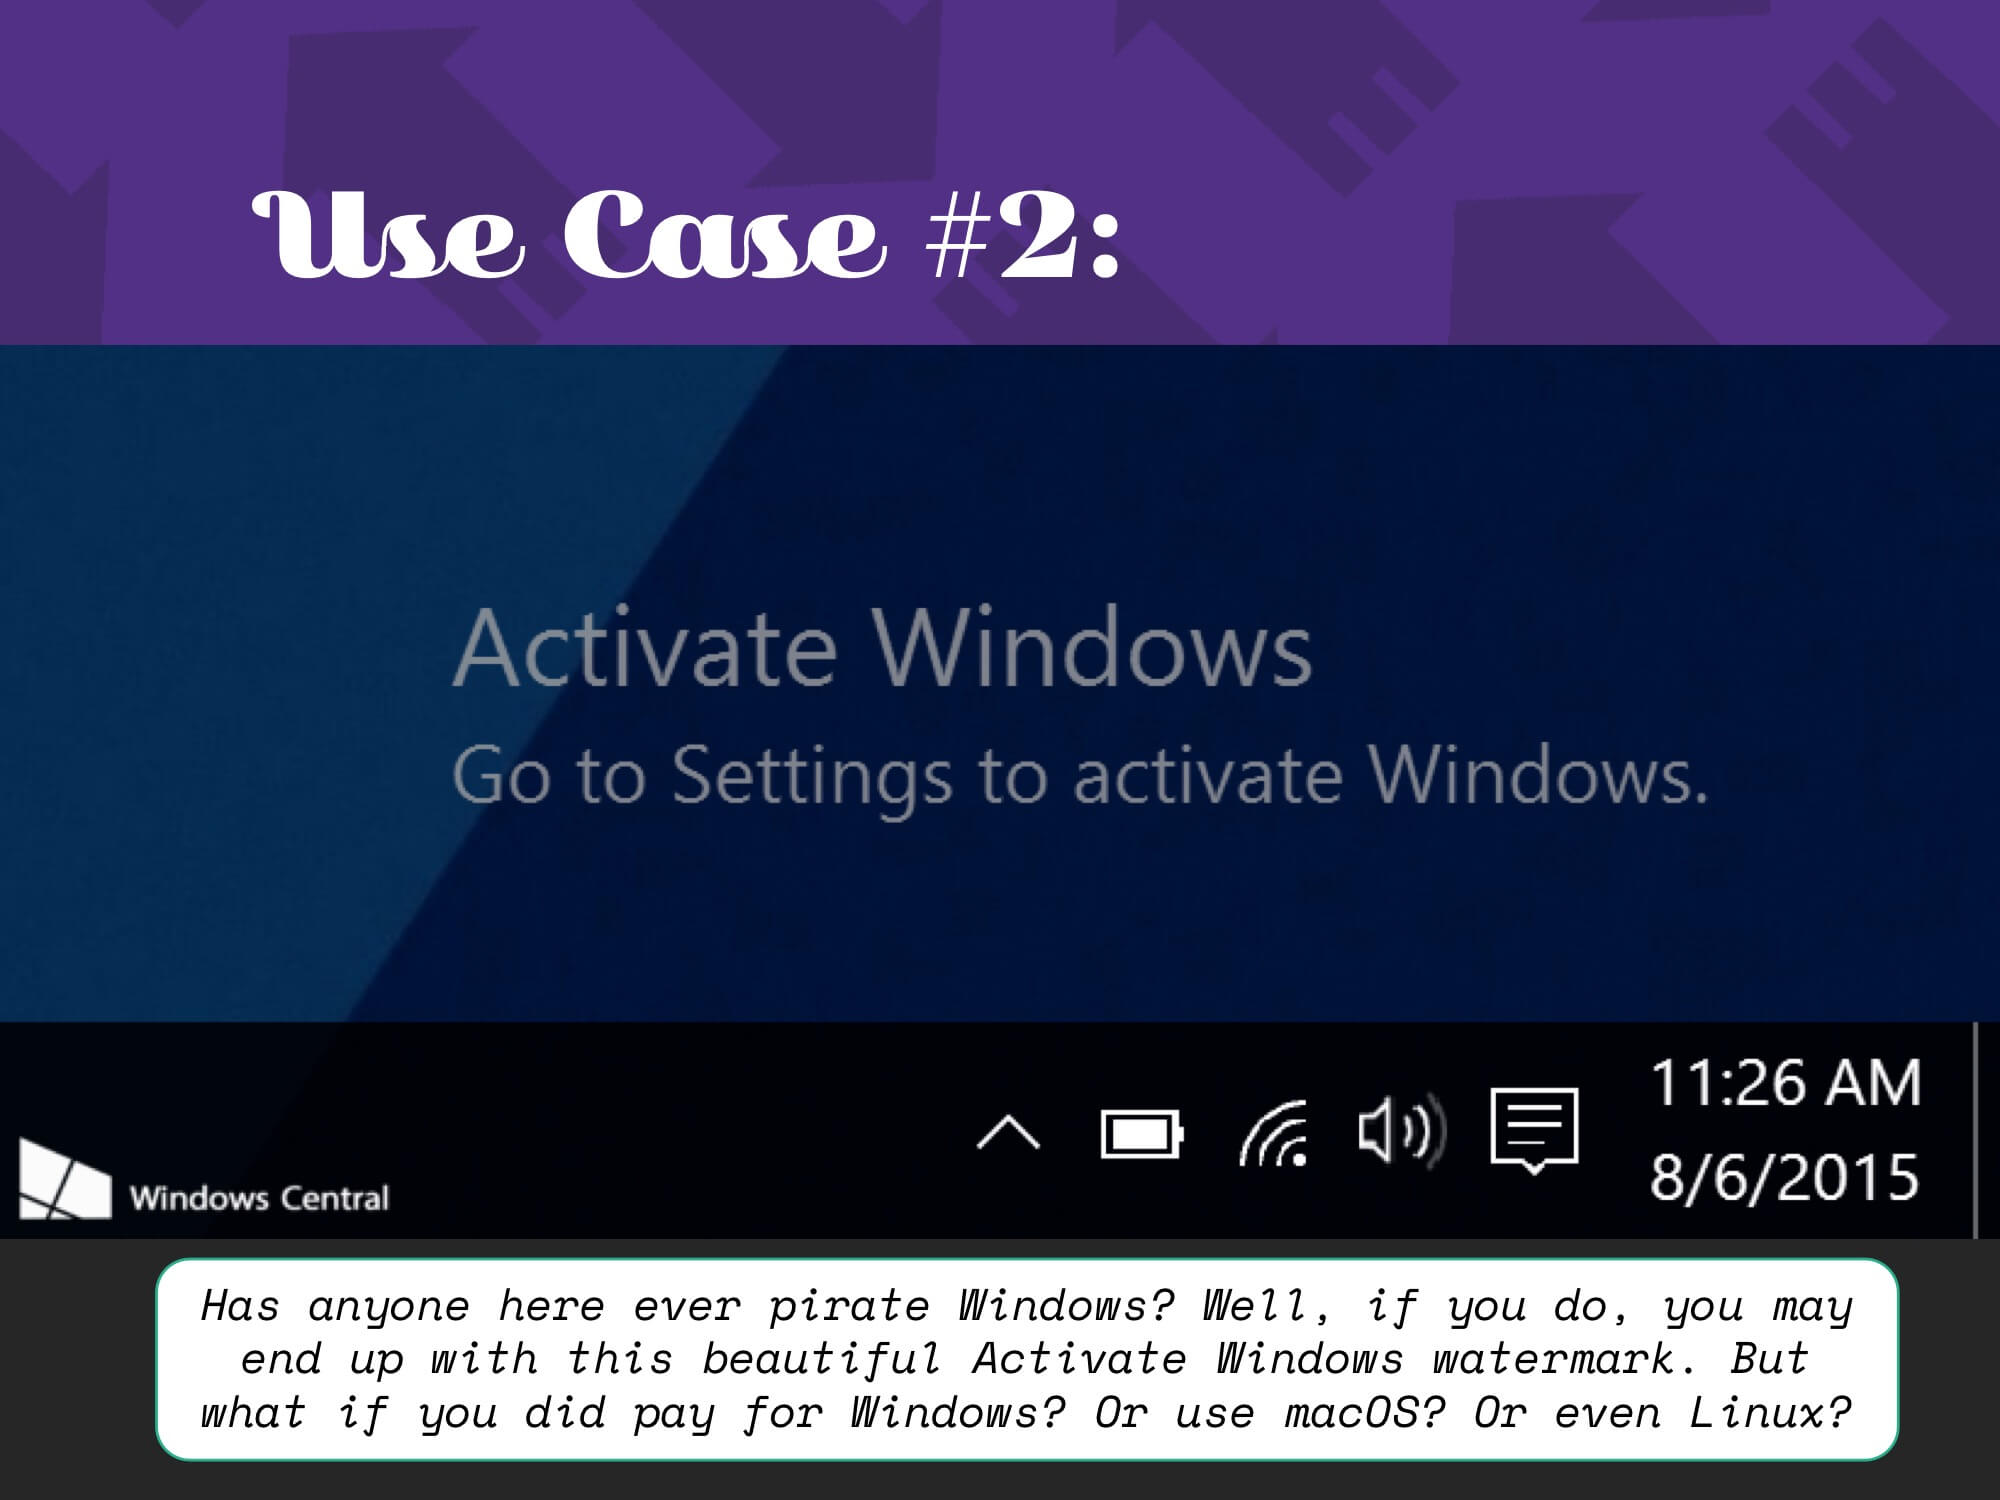 Use Case #2:
Activate Windows
Go to Settings to activate Windows.
11:26 AM
8/6/2015
Windows Central
Has anyone here ever pirate Windows? Well, if you do, you may
end up with this beautiful Activate Windows watermark. But
what if you did pay for Windows? Or use macOS? Or even Linux?